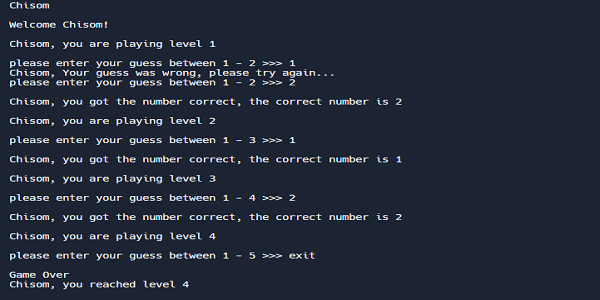 Chisom
Welcome Chisom!
Chisom, you are playing level 1
please enter your guess between 1 - 2 >>> 1
Chisom, Your guess was wrong, please try again...
please enter your guess between 1 - 2 >>> 2
Chisom, you got the number correct, the correct number is 2
Chisom, you are playing level 2
please enter your guess between 1 - 3 >>> 1
Chisom, you got the number correct, the correct number is 1
Chisom, you are playing level 3
please enter your guess between 1 - 4 >>> 2
Chisom, you got the number correct, the correct number is 2
Chisom, you are playing level 4
please enter your guess between 1 - 5 >>> exit
Game Over
Chisom, you reached level 4